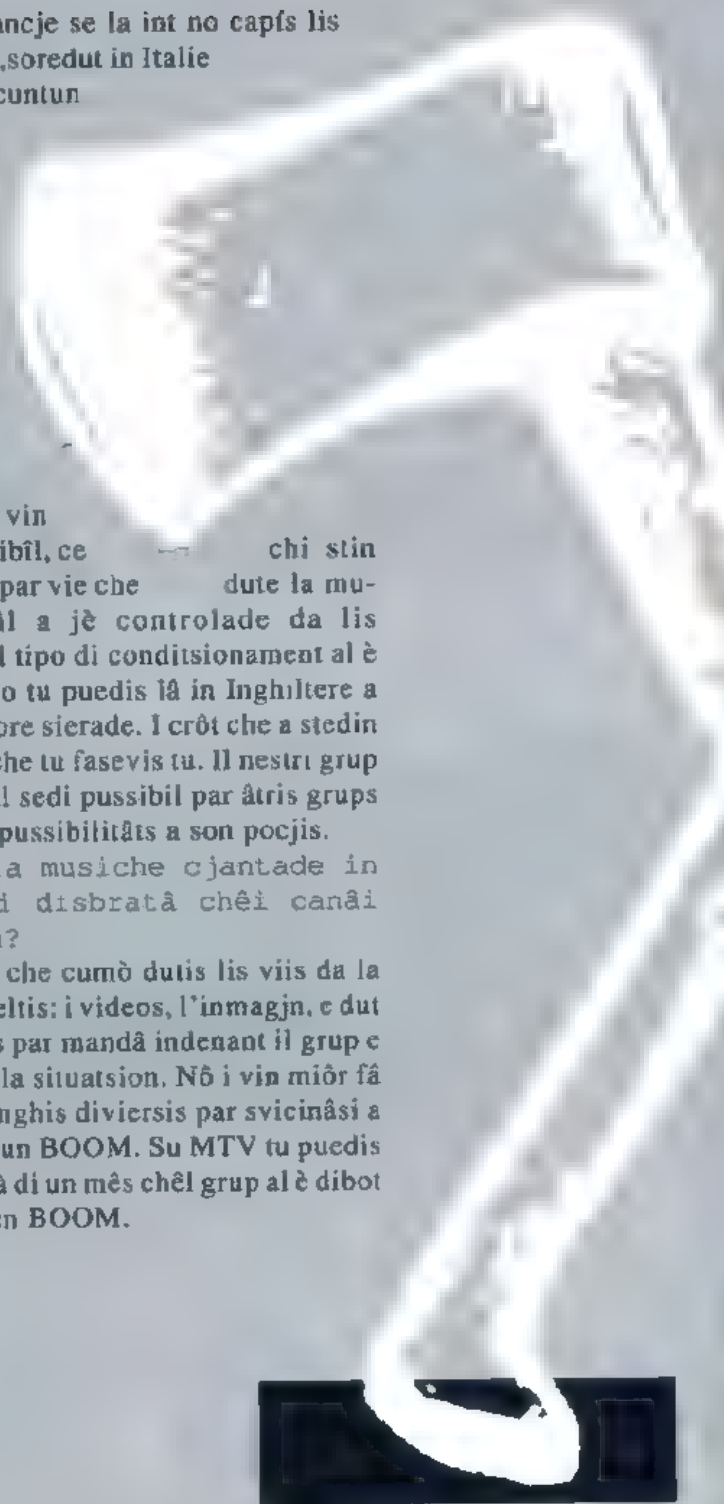 ancje se la int no capîs lis
,soredut in Italie
cuntun
vin
ibîl, ce chi stin
par vie che dute la mu-
l a jè controlade da lis
l tipo di conditsionament al è
o tu puedis lâ in Inghiltere a
ore sierade. I crôt che a stedin
che tu fasevis tu. Il nestri grup
l sedi pussibil par âtris grups
pussibilitâts a son pocjis.
a musiche cjantade in
i disbratâ chêi canâi
?
che cumò dutis lis viis da la
eltis: i videos, l'inmagjn, e dut
s par mandâ indenant il grup e
la situatsion. Nô i vin miôr fâ
nghis diviersis par svicinâsi a
un BOOM. Su MTV tu puedis
à di un mês chêl grup al è dibot
n BOOM.